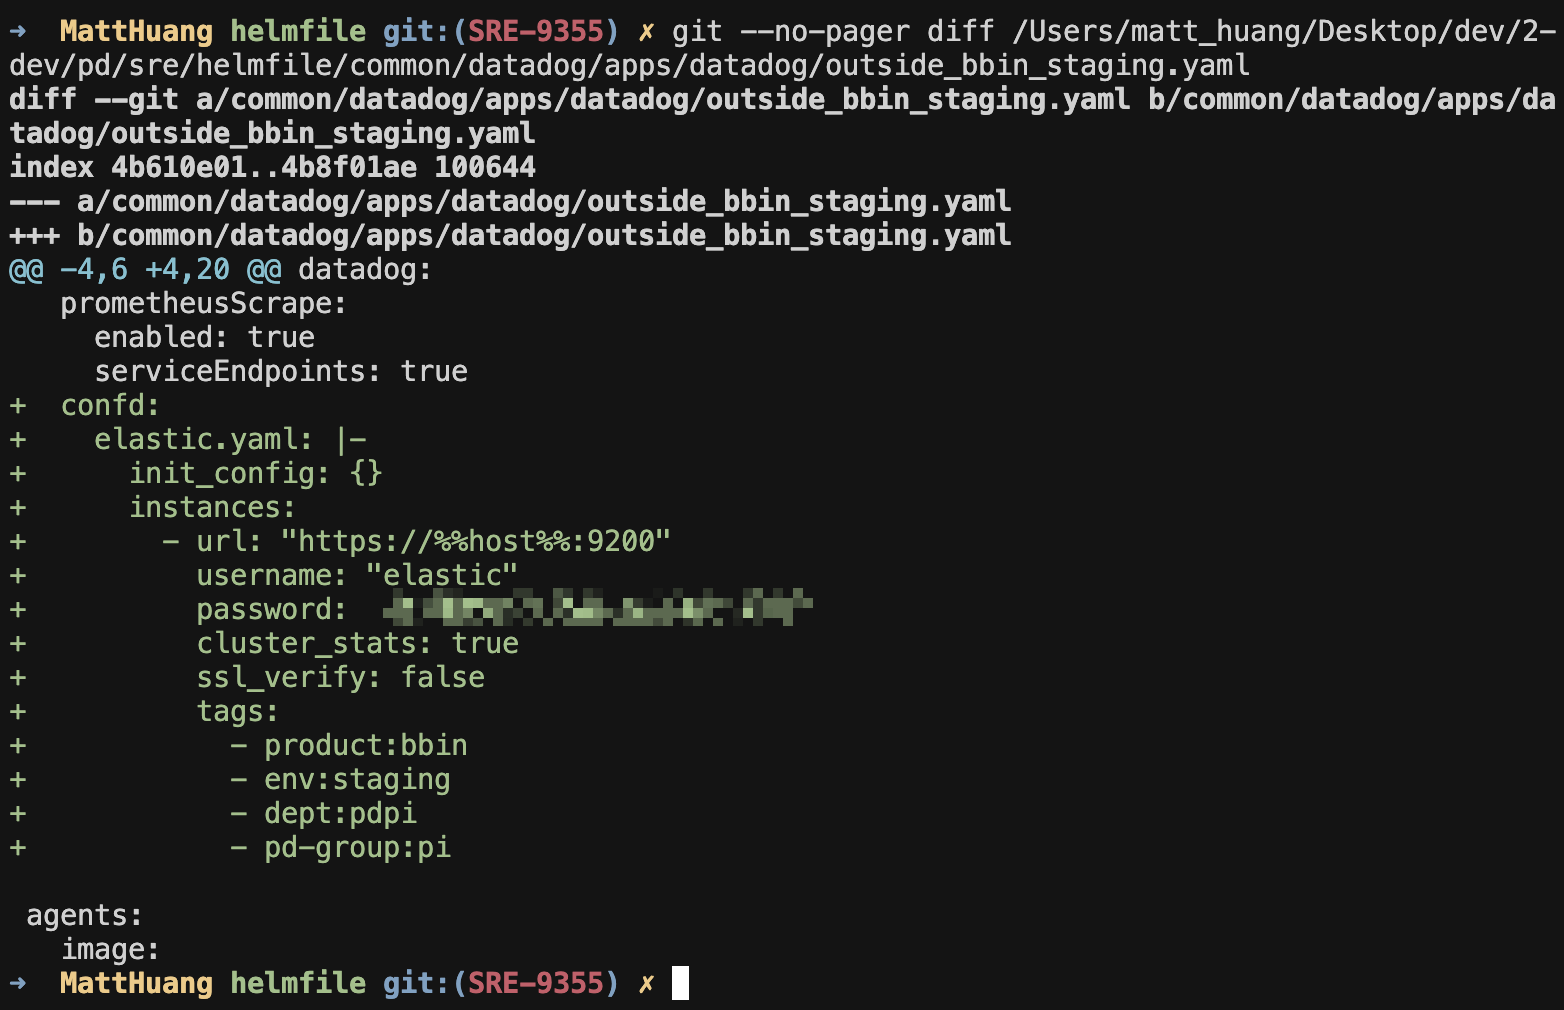 ➜  MattHuang helmfile git:(SRE-9355) ✗ git --no-pager diff /Users/matt_huang/Desktop/dev/2-
dev/pd/sre/helmfile/common/datadog/apps/datadog/outside_bbin_staging.yaml
diff --git a/common/datadog/apps/datadog/outside_bbin_staging.yaml b/common/datadog/apps/da
tadog/outside_bbin_staging.yaml
index 4b610e01..4b8f01ae 100644
--- a/common/datadog/apps/datadog/outside_bbin_staging.yaml
+++ b/common/datadog/apps/datadog/outside_bbin_staging.yaml
@@ -4,6 +4,20 @@ datadog:
   prometheusScrape:
     enabled: true
     serviceEndpoints: true
+  confd:
+    elastic.yaml: |-
+      init_config: {}
+      instances:
+        - url: "https://%%host%%:9200"
+          username: "elastic"
+          password:
+          cluster_stats: true
+          ssl_verify: false
+          tags:
+            - product:bbin
+            - env:staging
+            - dept:pdpi
+            - pd-group:pi
 agents:
   image:
➜  MattHuang helmfile git:(SRE-9355) ✗